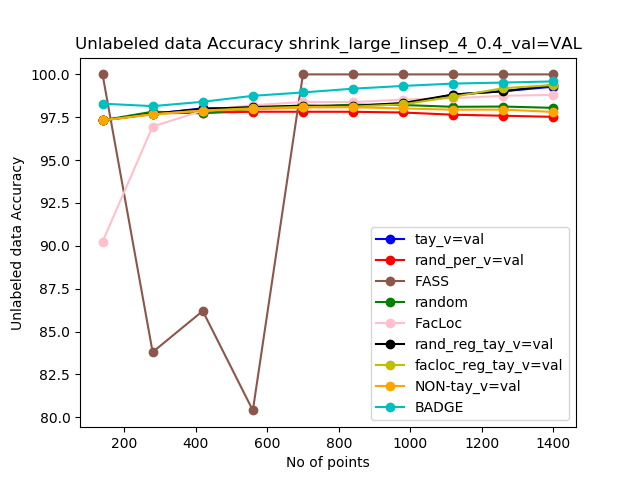 Unlabeled data Accuracy shrink_large_linsep_4_0.4_val=VAL
100.0
97.5
95.0
92.5
90.0
87.5
85.0
82.5
80.0
Unlabeled data Accuracy
tay_v=val
rand_per_v=val
FASS
random
FacLoc
rand_reg_tay_v=val
facloc_reg_tay_v=val
NON-tay_v=val
BADGE
200 400 600 800 1000 1200 1400
No of points